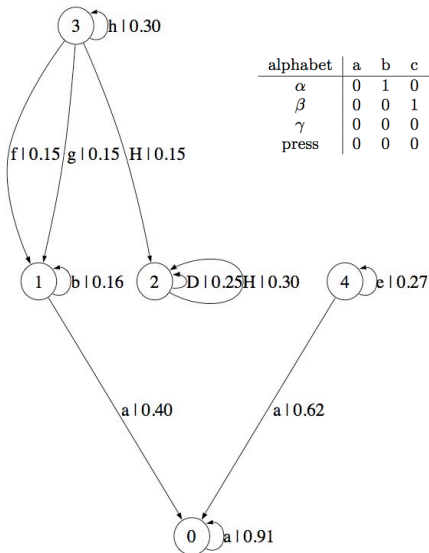 3 h | 0.30
alphabet a b c
α 0 1 0
β 0 0 1
γ 0 0 0
press 0 0 0
f | 0.15 g | 0.15 H | 0.15
1 b | 0.16 2 D | 0.25 H | 0.30 4 e | 0.27
a | 0.40 a | 0.62
0 a | 0.91